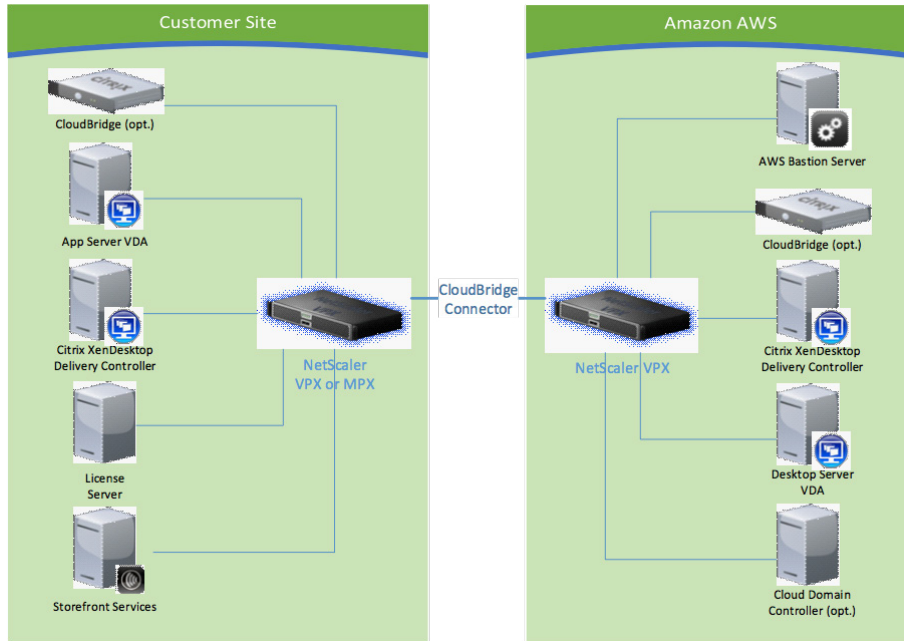 Customer Site
CITRIX
CloudBridge (opt.)
App Server VDA
Citrix XenDesktop
Delivery Controller
License
Server
Storefront Services
NetScaler
VPX or MPX
CloudBridge
Connector
Amazon AWS
AWS Bastion Server
CITRIX
CloudBridge (opt.)
NetScaler VPX
Citrix XenDesktop
Delivery Controller
Desktop Server
VDA
Cloud Domain
Controller (opt.)